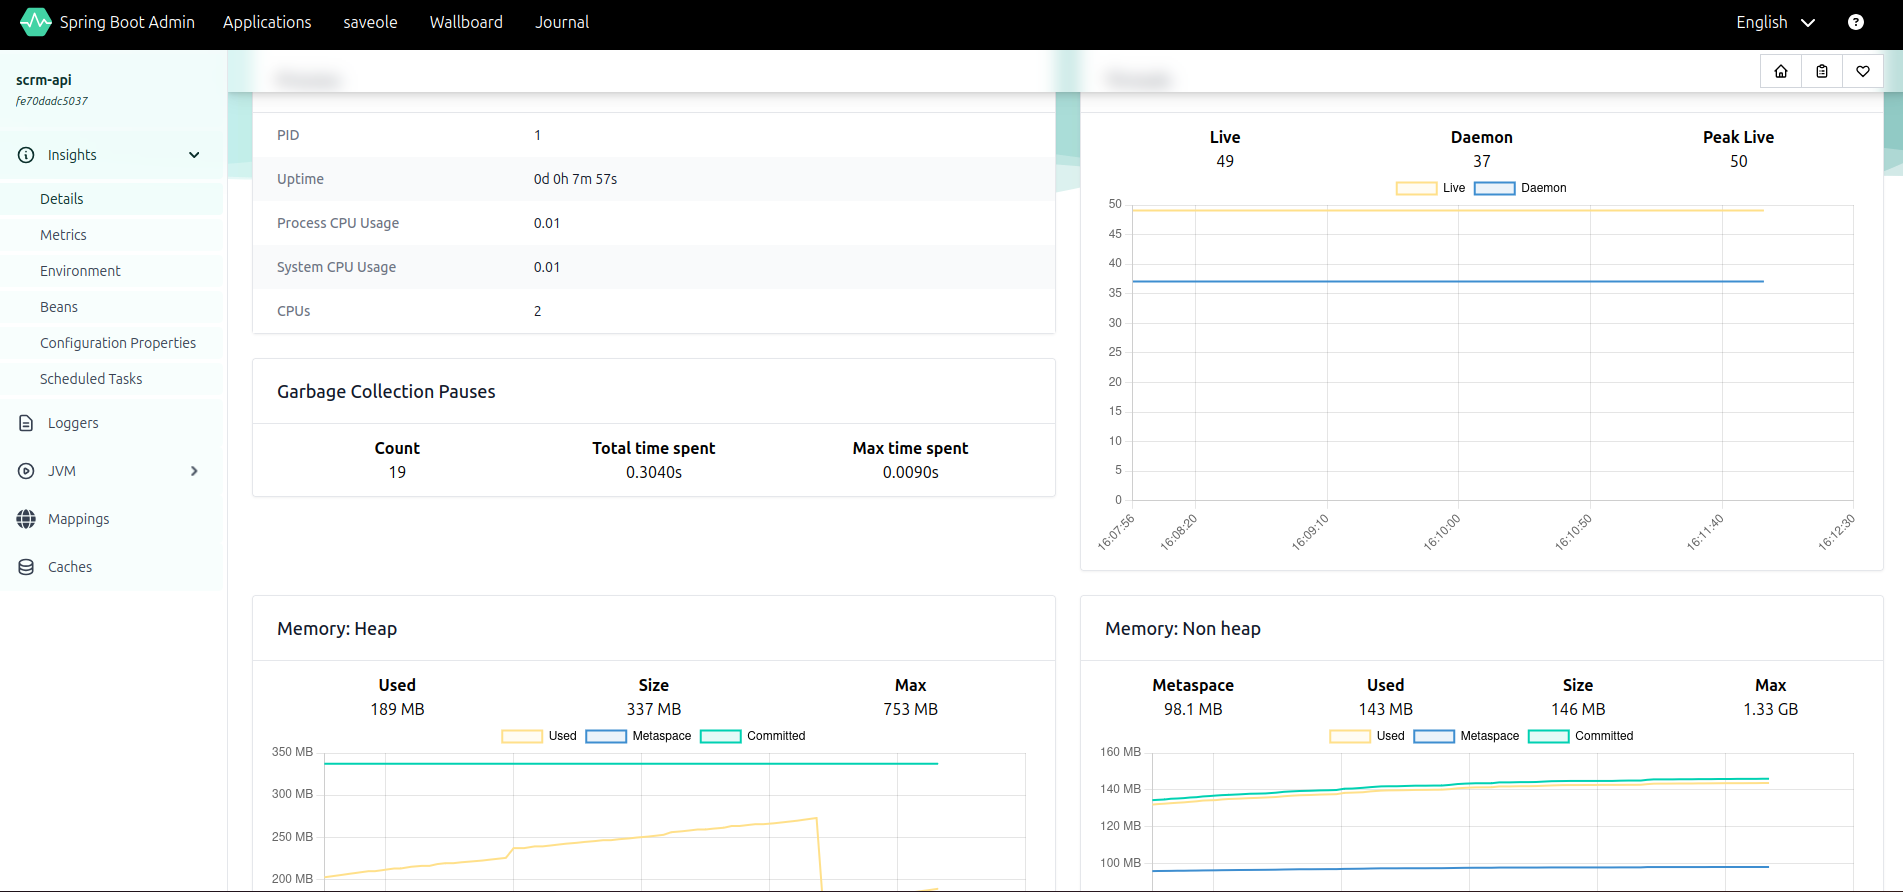 Spring Boot Admin Applications saveole Wallboard Journal English
scrm-api
fe70dadc5037
Insights
Details
Metrics
Environment
Beans
Configuration Properties
Scheduled Tasks
Loggers
JVM
Mappings
Caches
PID 1
Uptime 0d 0h 7m 57s
Process CPU Usage 0.01
System CPU Usage 0.01
CPUs 2
Garbage Collection Pauses
Count Total time spent Max time spent
19 0.3040s 0.0090s
Live Daemon Peak Live
49 37 50
Live Daemon
50
45
40
35
30
25
20
15
10
5
0
16:07:56 16:08:20 16:09:10 16:10:00 16:10:50 16:11:40 16:12:30
Memory: Heap
Used Size Max
189 MB 337 MB 753 MB
Used Metaspace Committed
350 MB
300 MB
250 MB
200 MB
Memory: Non heap
Metaspace Used Size Max
98.1 MB 143 MB 146 MB 1.33 GB
Used Metaspace Committed
160 MB
140 MB
120 MB
100 MB